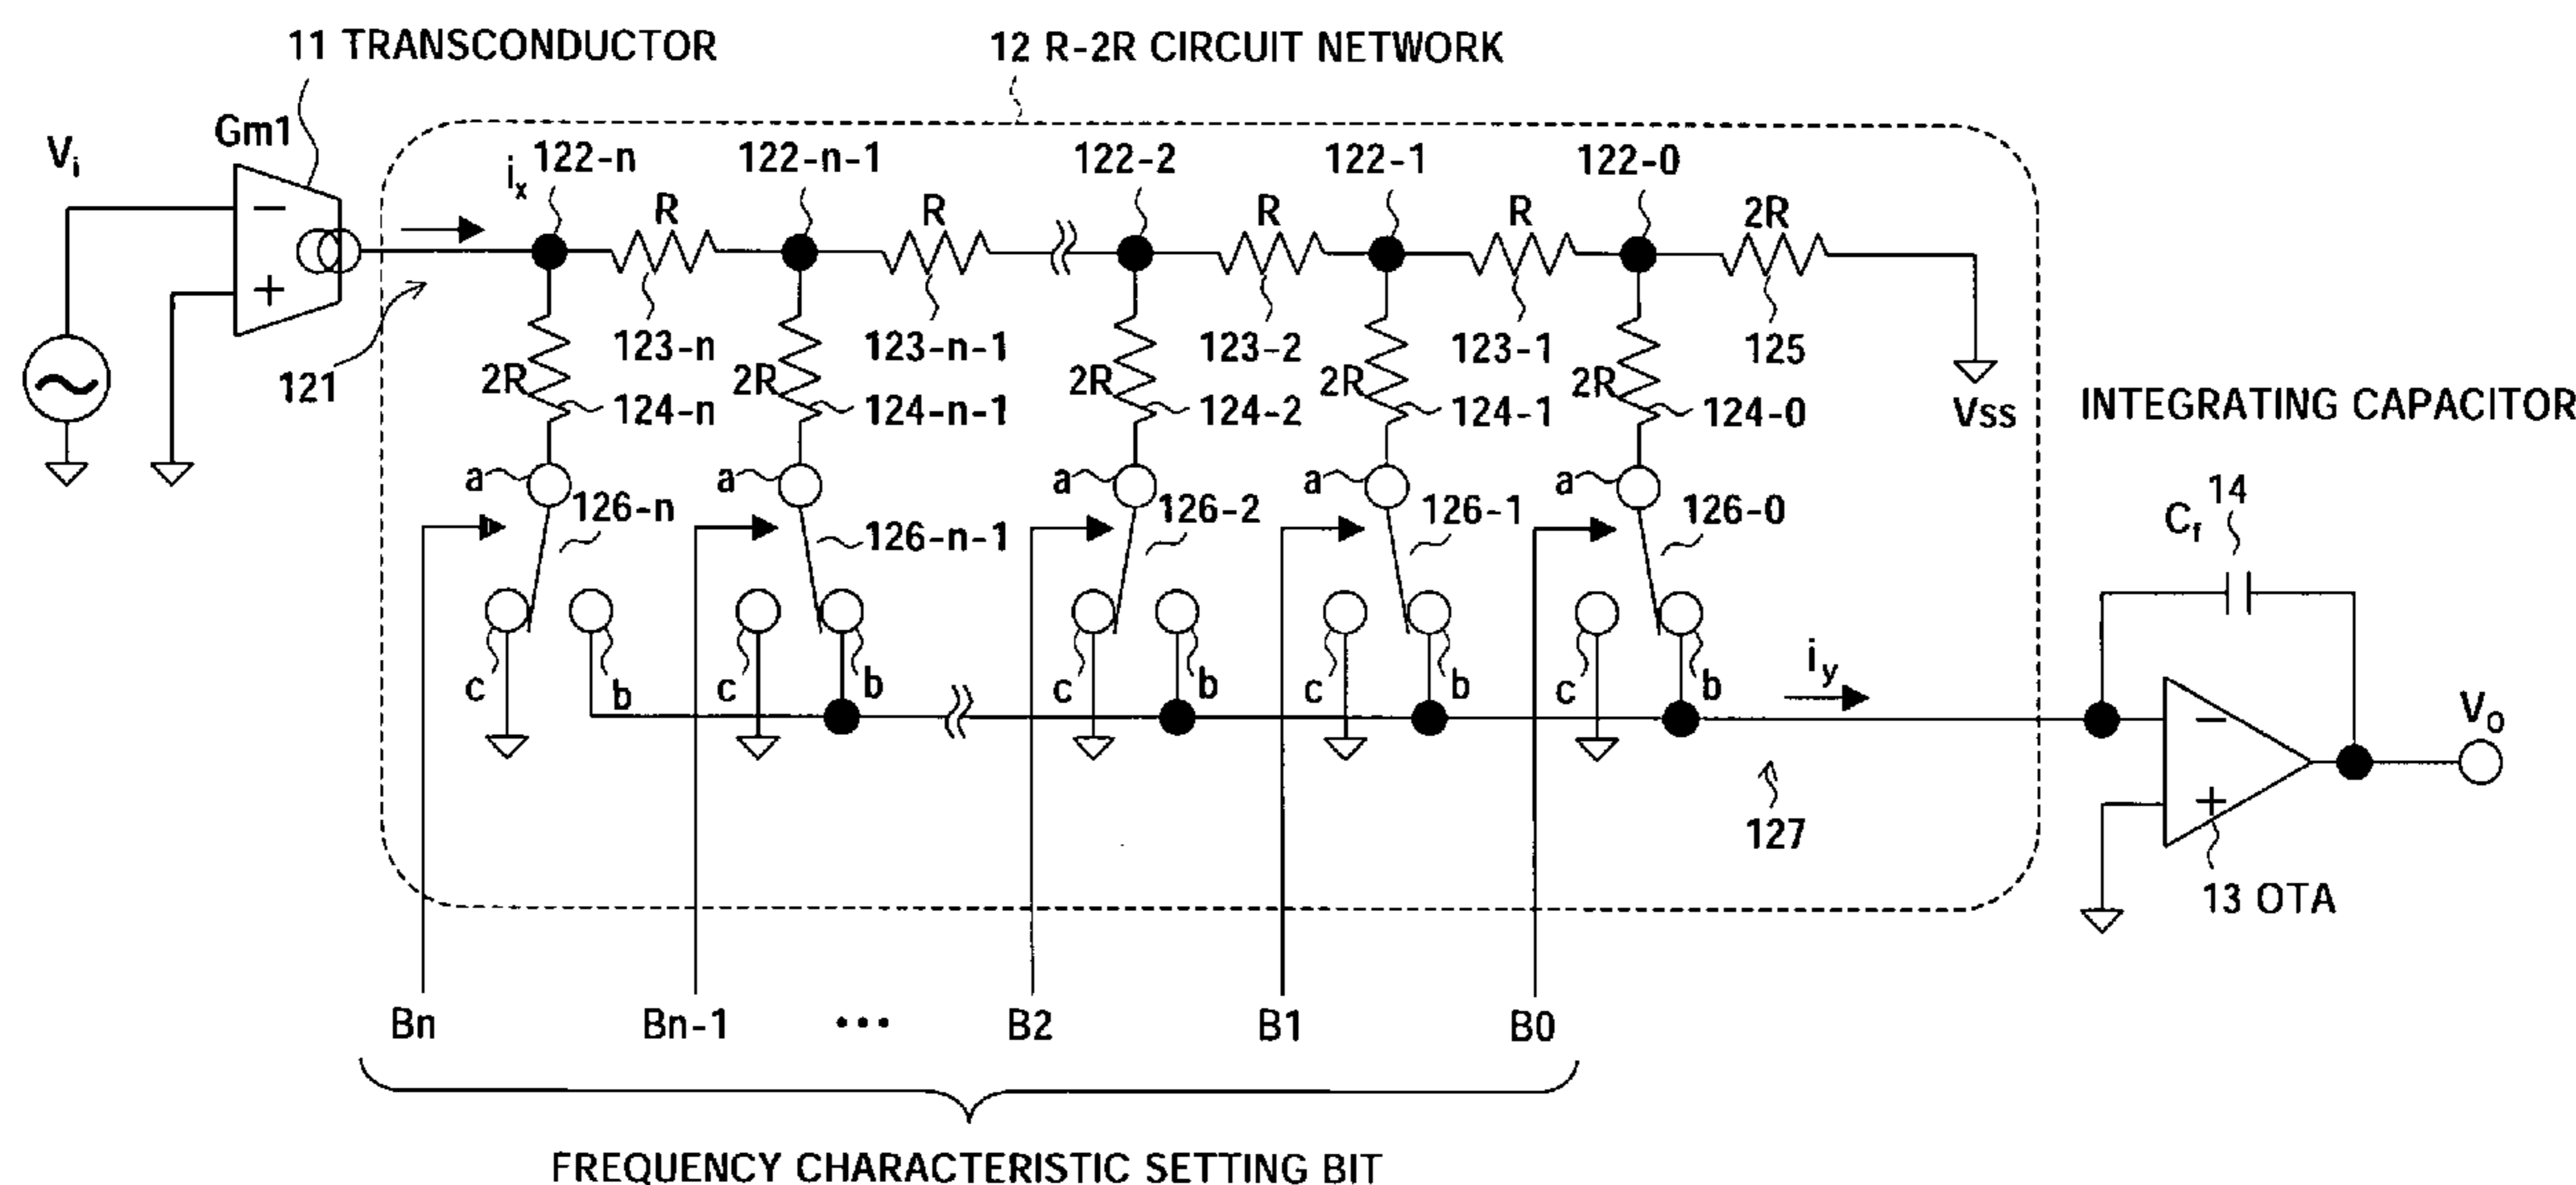 11 TRANSCONDUCTOR
12 R-2R CIRCUIT NETWORK
Vi
Gm1
ix
122-n
122-n-1
122-2
122-1
122-0
R
R
R
R
2R
−
+
121
123-n
123-n-1
123-2
123-1
125
2R
124-n
2R
124-n-1
2R
124-2
2R
124-1
2R
124-0
VSS
INTEGRATING CAPACITOR
a
126-n
a
126-n-1
a
126-2
a
126-1
a
126-0
14
Cf
c
b
c
b
c
b
c
b
c
b
iy
−
+
VO
127
13 OTA
Bn
Bn-1
•••
B2
B1
B0
FREQUENCY CHARACTERISTIC SETTING BIT